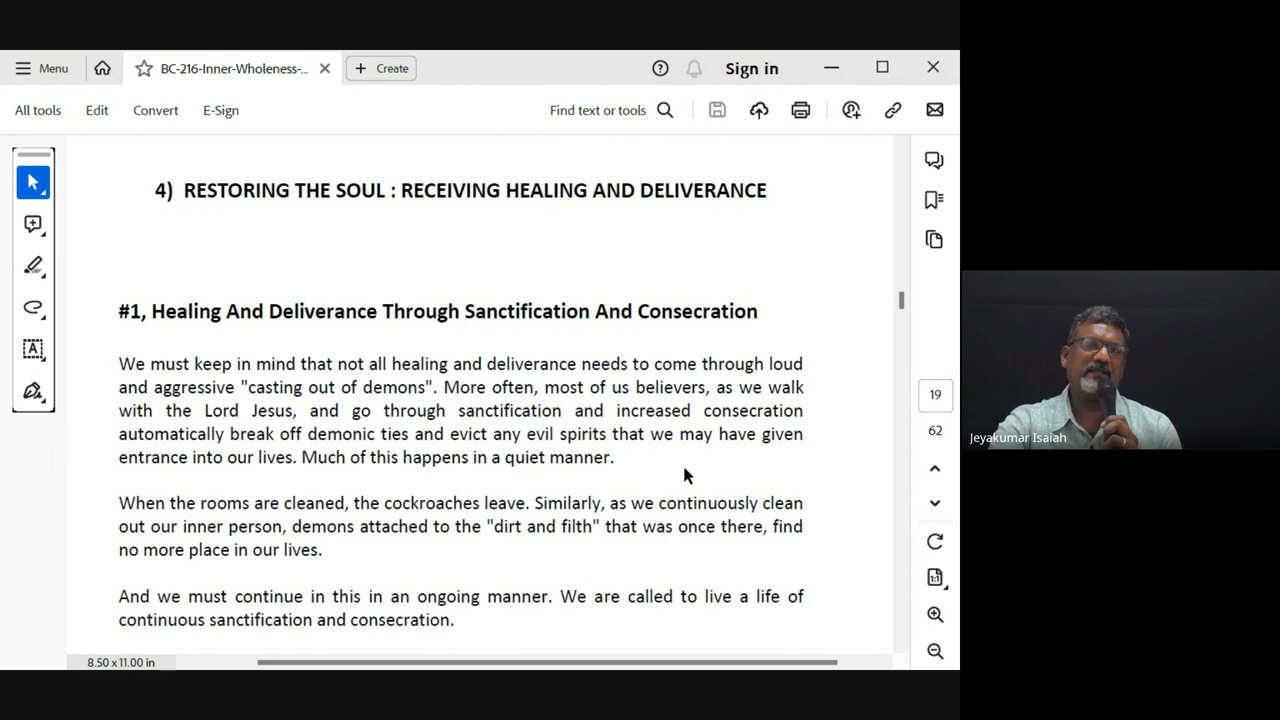 Menu
BC-216-Inner-Wholeness-...
Create
Sign in
All tools
Edit
Convert
E-Sign
Find text or tools
4) RESTORING THE SOUL : RECEIVING HEALING AND DELIVERANCE
#1, Healing And Deliverance Through Sanctification And Consecration
We must keep in mind that not all healing and deliverance needs to come through loud
and aggressive "casting out of demons". More often, most of us believers, as we walk
with the Lord Jesus, and go through sanctification and increased consecration
automatically break off demonic ties and evict any evil spirits that we may have given
entrance into our lives. Much of this happens in a quiet manner.
When the rooms are cleaned, the cockroaches leave. Similarly, as we continuously clean
out our inner person, demons attached to the "dirt and filth" that was once there, find
no more place in our lives.
And we must continue in this in an ongoing manner. We are called to live a life of
continuous sanctification and consecration.
8.50 x 11.00 in
19
62
1:1
Jeyakumar Isaiah